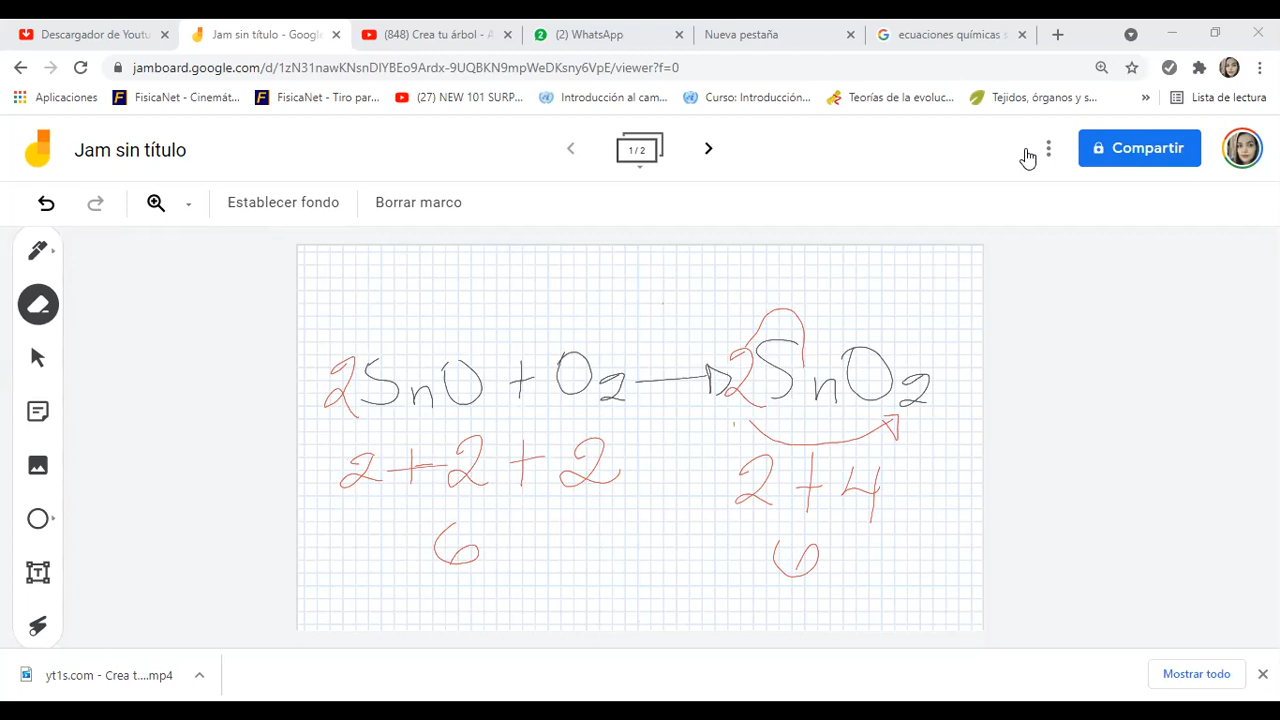 Descargador de Youtu
Jam sin título - Google
(848) Crea tu árbol - A
(2) WhatsApp
Nueva pestaña
ecuaciones químicas s
jamboard.google.com/d/1zN31nawKNsnDIYBEo9Ardx-9UQBKN9mpWeDKsny6VpE/viewer?f=0
Aplicaciones
FisicaNet - Cinemát...
FisicaNet - Tiro par...
(27) NEW 101 SURP...
Introducción al cam...
Curso: Introducción...
Teorías de la evoluc...
Tejidos, órganos y s...
»
Lista de lectura
Jam sin título
1 / 2
Compartir
Establecer fondo
Borrar marco
2SnO + O2 → 2SnO2
2 + 2 + 2 2 + 4
6 6
yt1s.com - Crea t....mp4
Mostrar todo